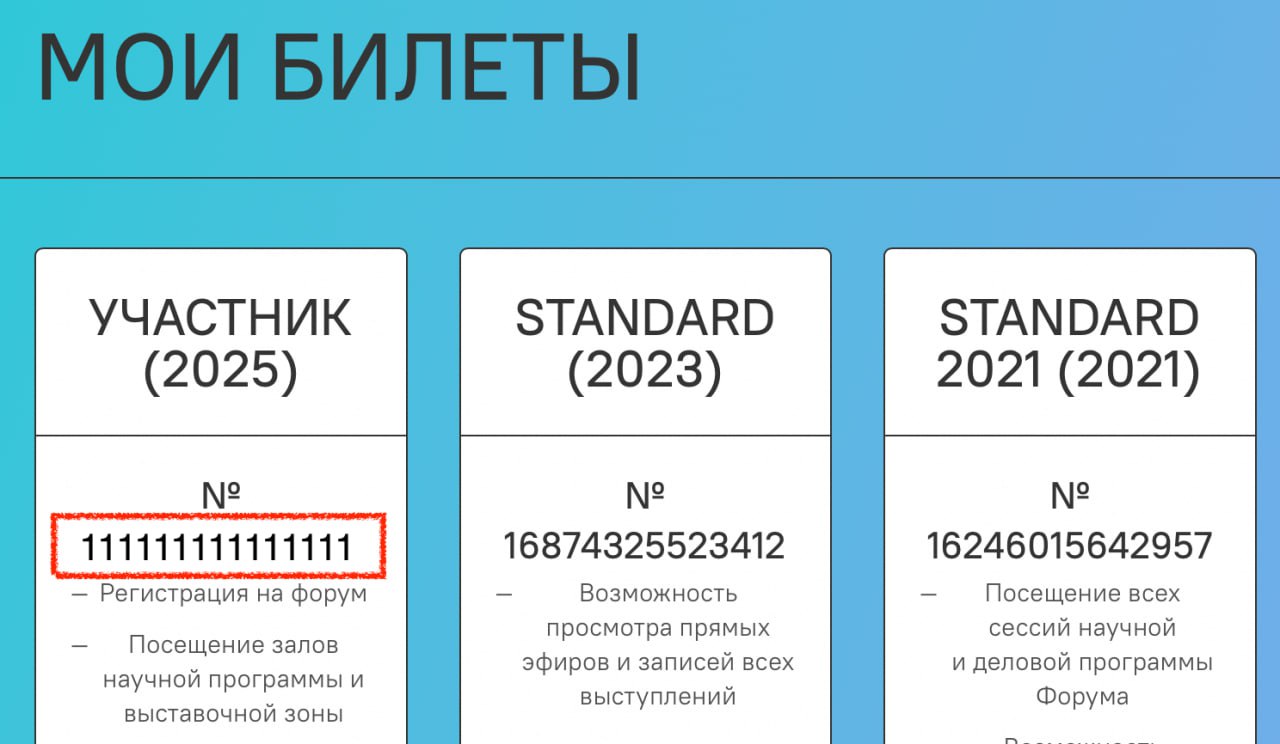 МОИ БИЛЕТЫ
УЧАСТНИК
(2025)
№
111111111111111
– Регистрация на форум
– Посещение залов
научной программы и
выставочной зоны
STANDARD
(2023)
№
16874325523412
– Возможность
просмотра прямых
эфиров и записей всех
выступлений
STANDARD
2021 (2021)
№
16246015642957
– Посещение всех
сессий научной
и деловой программы
Форума